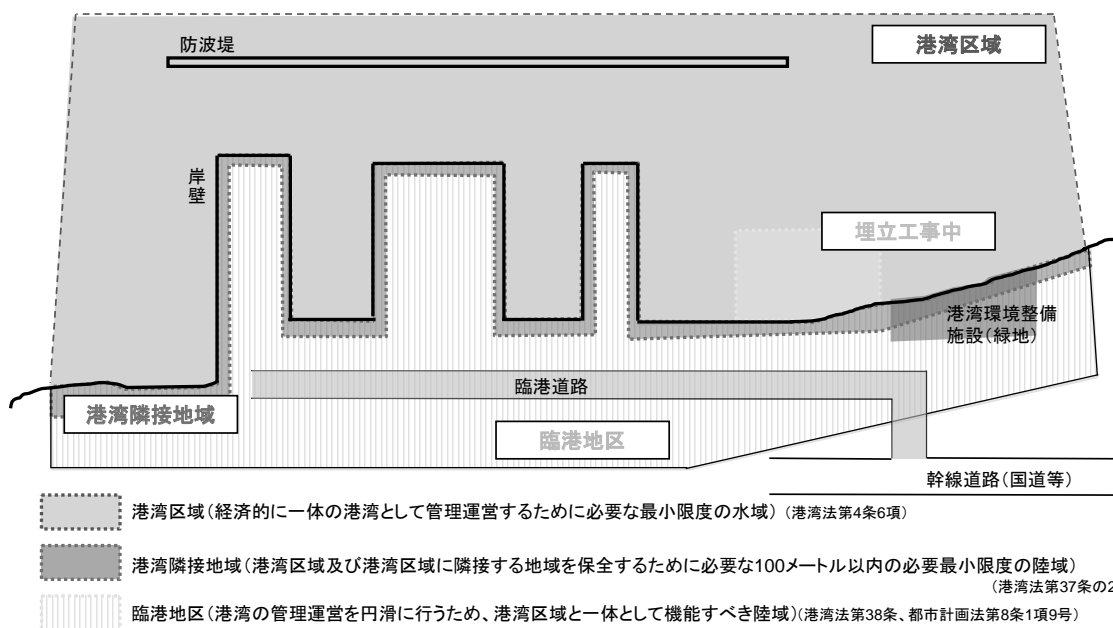 防波堤
港湾区域
岸壁
埋立工事中
港湾環境整備
施設(緑地)
臨港道路
港湾隣接地域
臨港地区
幹線道路(国道等)
港湾区域(経済的に一体の港湾として管理運営するために必要な最小限度の水域)(港湾法第4条6項)
港湾隣接地域(港湾区域及び港湾区域に隣接する地域を保全するために必要な100メートル以内の必要最小限度の陸域)
(港湾法第37条の2
臨港地区(港湾の管理運営を円滑に行うため、港湾区域と一体として機能すべき陸域)(港湾法第38条、都市計画法第8条1項9号)